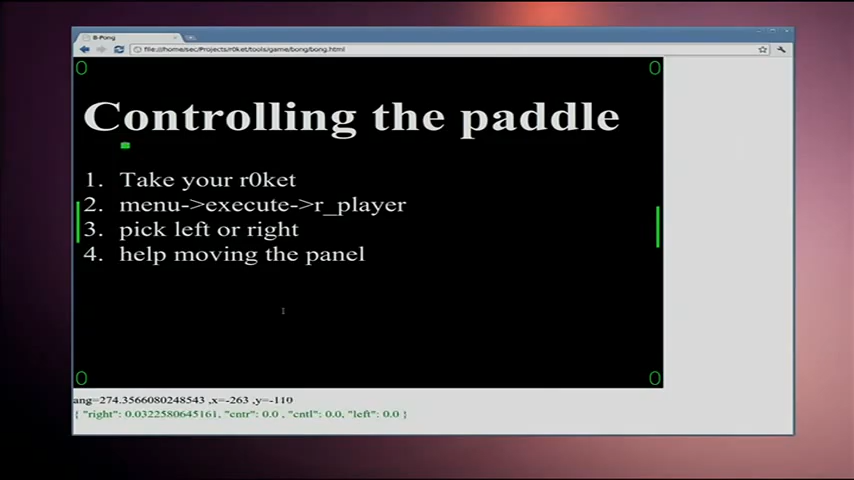 B-Pong
file:///home/sec/Projects/r0ket/tools/game/bong/bong.html
0 0
Controlling the paddle
1. Take your r0ket
2. menu->execute->r_player
3. pick left or right
4. help moving the panel
0 0
ang=274.3566080248543 ,x=-263 ,y=-110
{ "right": 0.0322580645161, "cntr": 0.0 , "cntl": 0.0, "left": 0.0 }